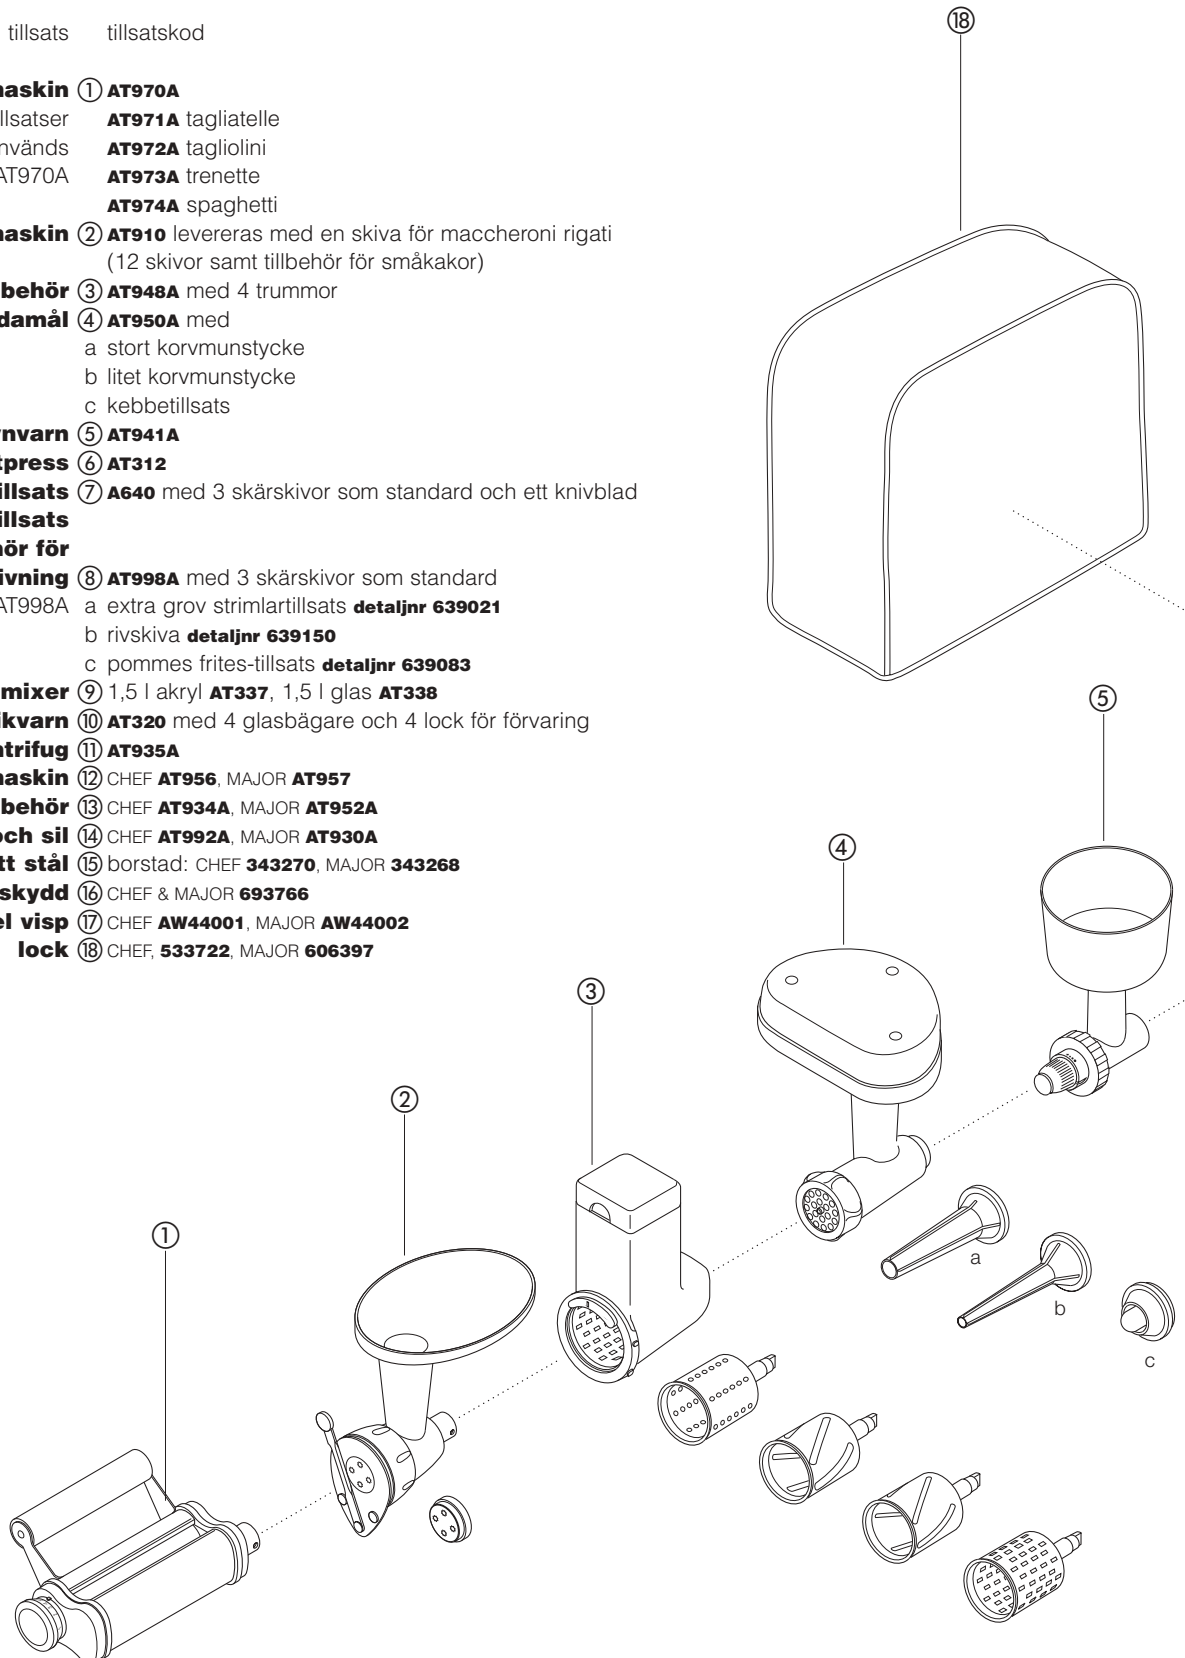 tillsats tillsatskod
naskin ① AT970A
llsatser AT971A tagliatelle
nvänds AT972A tagliolini
AT970A AT973A trenette
AT974A spaghetti
naskin ② AT910 levereras med en skiva för maccheroni rigati
(12 skivor samt tillbehör för småkakor)
behör ③ AT948A med 4 trummor
damål ④ AT950A med
a stort korvmunstycke
b litet korvmunstycke
c kebbetillsats
nvarn ⑤ AT941A
tpress ⑥ AT312
illsats ⑦ A640 med 3 skärskivor som standard och ett knivblad
illsats
nör för
ivning ⑧ AT998A med 3 skärskivor som standard
AT998A a extra grov strimlartillsats detaljnr 639021
b rivskiva detaljnr 639150
c pommes frites-tillsats detaljnr 639083
mixer ⑨ 1,5 l akryl AT337, 1,5 l glas AT338
ikvarn ⑩ AT320 med 4 glasbägare och 4 lock för förvaring
ntrifug ⑪ AT935A
naskin ⑫ CHEF AT956, MAJOR AT957
behör ⑬ CHEF AT934A, MAJOR AT952A
och sil ⑭ CHEF AT992A, MAJOR AT930A
tt stål ⑮ borstad: CHEF 343270, MAJOR 343268
skydd ⑯ CHEF & MAJOR 693766
el visp ⑰ CHEF AW44001, MAJOR AW44002
lock ⑱ CHEF, 533722, MAJOR 606397
⑱
⑤
④
③
②
①
a
b
c